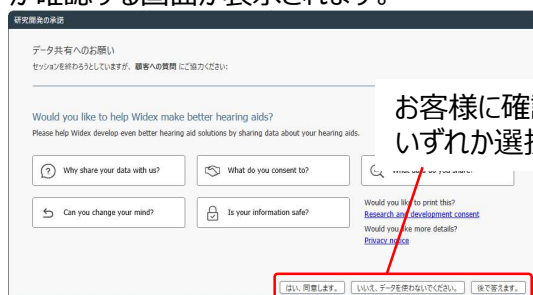 が確認する画面が表示されます。
研究開発の承諾
データ共有へのお願い
セッションを終わろうとしていますが、顧客への質問 にご協力ください:
Would you like to help Widex make better hearing aids?
Please help Widex develop even better hearing aid solutions by sharing data about your hearing aids.
お客様に確
いずれか選
Why share your data with us?
What do you consent to?
Can you change your mind?
Is your information safe?
Would you like to print this?
Research and development consent
Would you like more details?
Privacy notice
はい、同意します。
いいえ、データを使わないでください。
後で答えます。